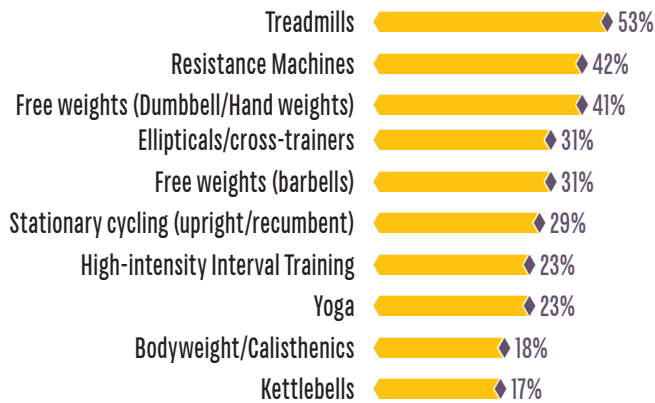 Treadmills 53%
Resistance Machines 42%
Free weights (Dumbbell/Hand weights) 41%
Ellipticals/cross-trainers 31%
Free weights (barbells) 31%
Stationary cycling (upright/recumbent) 29%
High-intensity Interval Training 23%
Yoga 23%
Bodyweight/Calisthenics 18%
Kettlebells 17%